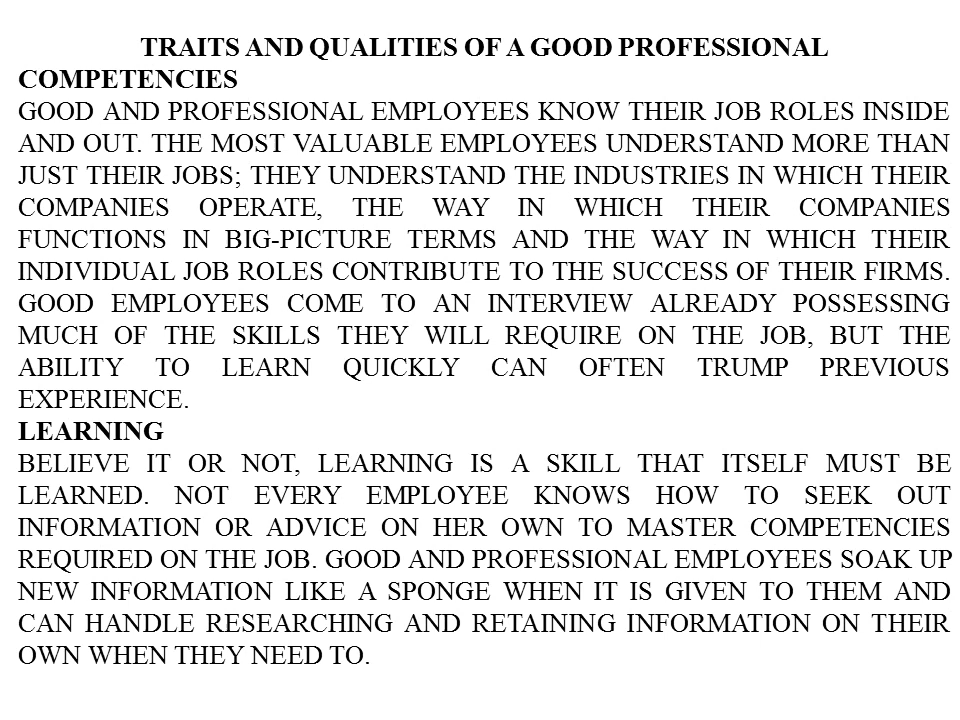 TRAITS AND QUALITIES OF A GOOD PROFESSIONAL
COMPETENCIES
GOOD AND PROFESSIONAL EMPLOYEES KNOW THEIR JOB ROLES INSIDE
AND OUT. THE MOST VALUABLE EMPLOYEES UNDERSTAND MORE THAN
JUST THEIR JOBS; THEY UNDERSTAND THE INDUSTRIES IN WHICH THEIR
COMPANIES OPERATE, THE WAY IN WHICH THEIR COMPANIES
FUNCTIONS IN BIG-PICTURE TERMS AND THE WAY IN WHICH THEIR
INDIVIDUAL JOB ROLES CONTRIBUTE TO THE SUCCESS OF THEIR FIRMS.
GOOD EMPLOYEES COME TO AN INTERVIEW ALREADY POSSESSING
MUCH OF THE SKILLS THEY WILL REQUIRE ON THE JOB, BUT THE
ABILITY TO LEARN QUICKLY CAN OFTEN TRUMP PREVIOUS
EXPERIENCE.
LEARNING
BELIEVE IT OR NOT, LEARNING IS A SKILL THAT ITSELF MUST BE
LEARNED. NOT EVERY EMPLOYEE KNOWS HOW TO SEEK OUT
INFORMATION OR ADVICE ON HER OWN TO MASTER COMPETENCIES
REQUIRED ON THE JOB. GOOD AND PROFESSIONAL EMPLOYEES SOAK UP
NEW INFORMATION LIKE A SPONGE WHEN IT IS GIVEN TO THEM AND
CAN HANDLE RESEARCHING AND RETAINING INFORMATION ON THEIR
OWN WHEN THEY NEED TO.